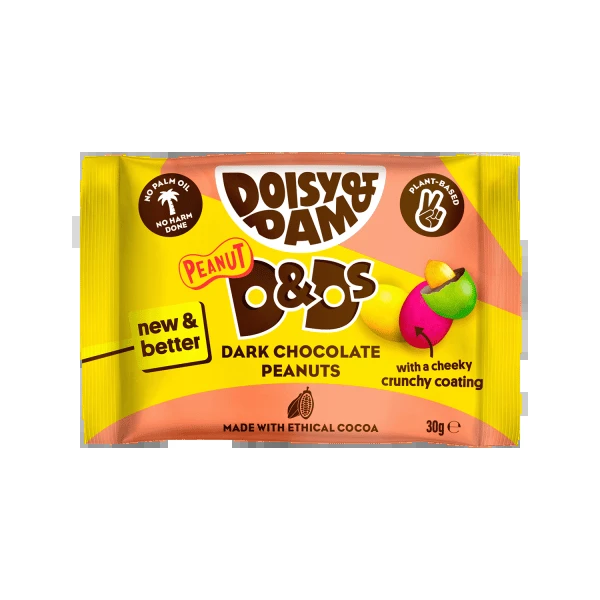 NO PALM OIL
NO HARM
DONE
DOISY &
DAM
PLANT-BASED
PEANUT
D&Ds
new &
better
DARK CHOCOLATE
PEANUTS
with a cheeky
crunchy coating
MADE WITH ETHICAL COCOA
30g ℮